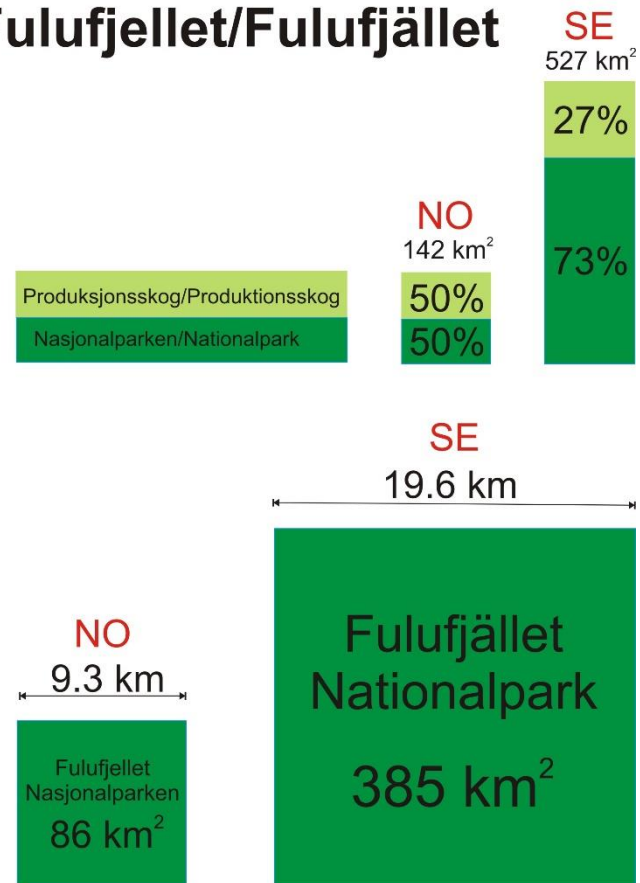 Fulufjellet/Fulufjället
SE
527 km²
27%
73%
NO
142 km²
50%
50%
Produksjonsskog/Produktionsskog
Nasjonalparken/Nationalpark
SE
19.6 km
Fulufjället
Nationalpark
385 km²
NO
9.3 km
Fulufjellet
Nasjonalparken
86 km²